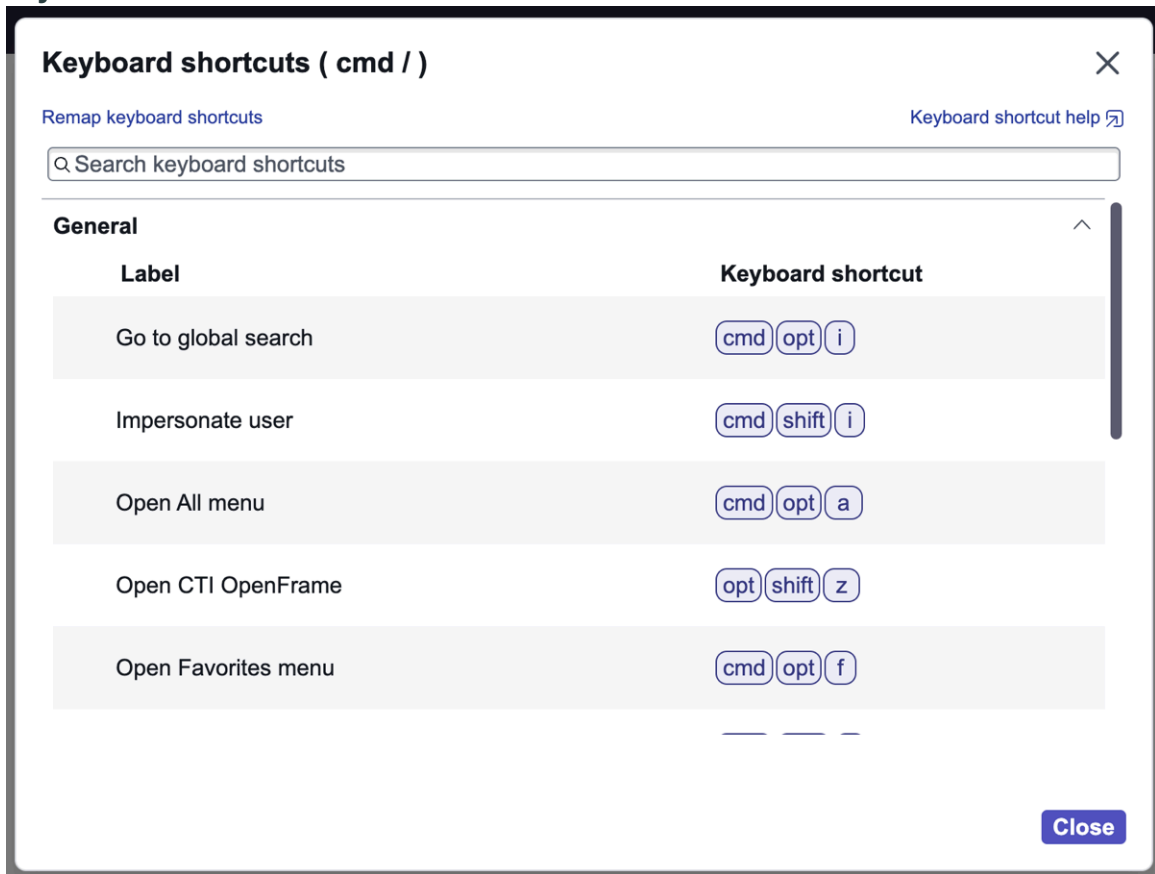 Keyboard shortcuts ( cmd / )
Remap keyboard shortcuts
Keyboard shortcut help
Search keyboard shortcuts
General
Label Keyboard shortcut
Go to global search cmd opt i
Impersonate user cmd shift i
Open All menu cmd opt a
Open CTI OpenFrame opt shift z
Open Favorites menu cmd opt f
Close